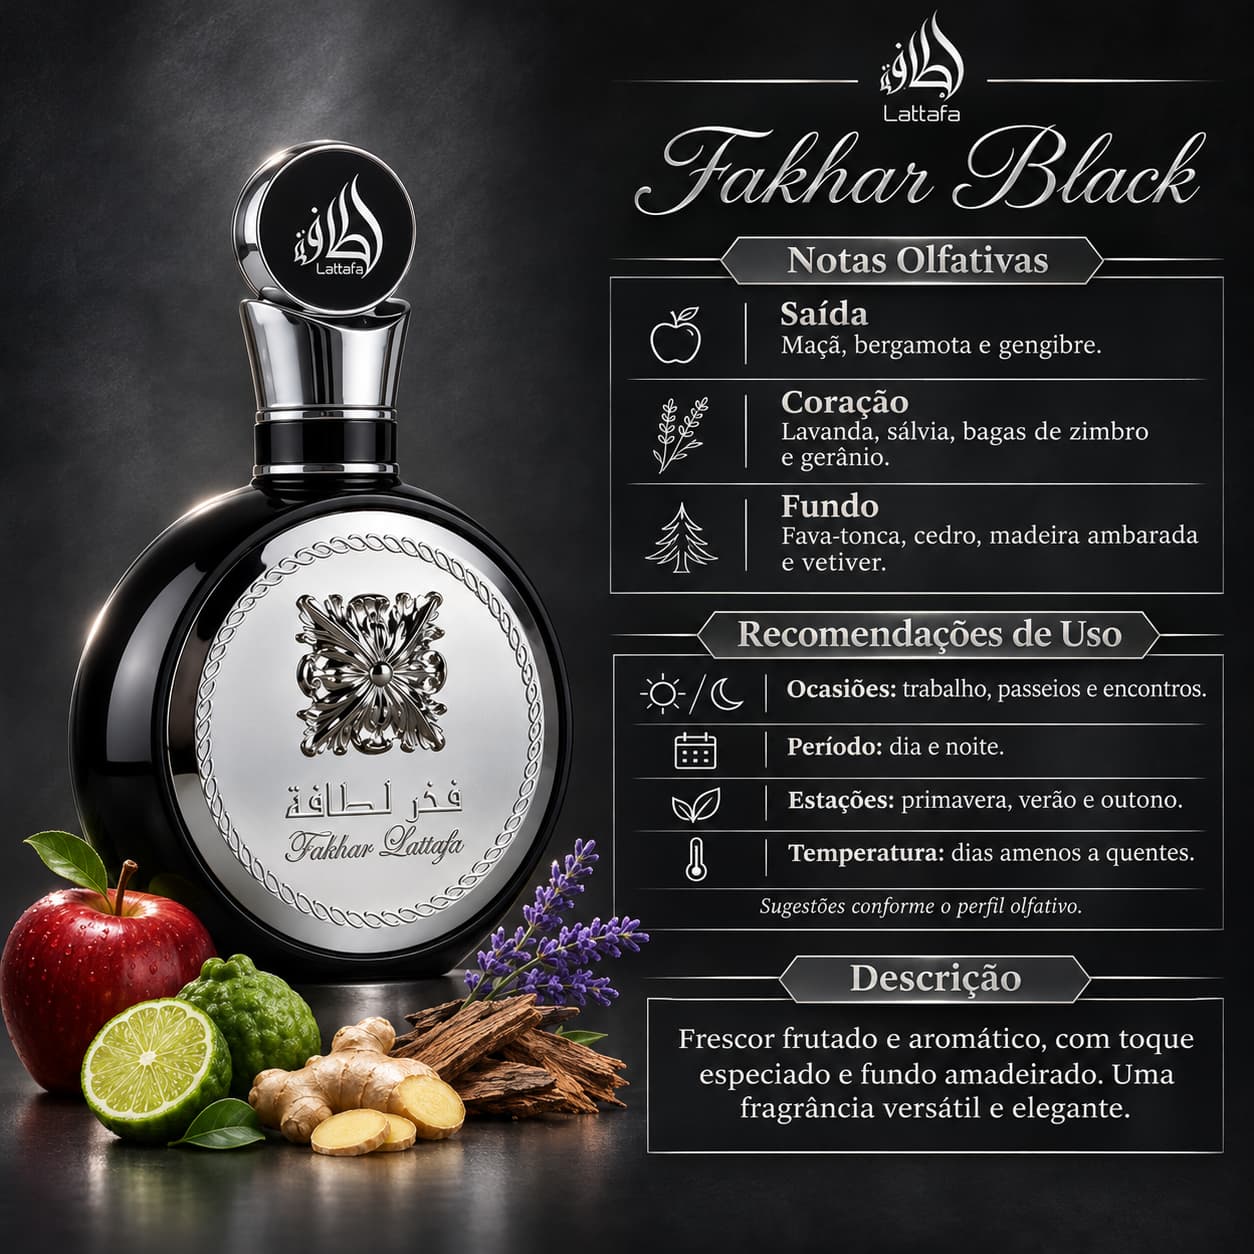 لطافة
Lattafa
Fakhar Black
لطافة
Lattafa
Notas Olfativas
Saída
Maçã, bergamota e gengibre.
Coração
Lavanda, sálvia, bagas de zimbro
e gerânio.
Fundo
Fava-tonca, cedro, madeira ambarada
e vetiver.
فخر لطافة
Fakhar Lattafa
Recomendações de Uso
Ocasiões: trabalho, passeios e encontros.
Período: dia e noite.
Estações: primavera, verão e outono.
Temperatura: dias amenos a quentes.
Sugestões conforme o perfil olfativo.
Descrição
Frescor frutado e aromático, com toque
especiado e fundo amadeirado. Uma
fragrância versátil e elegante.